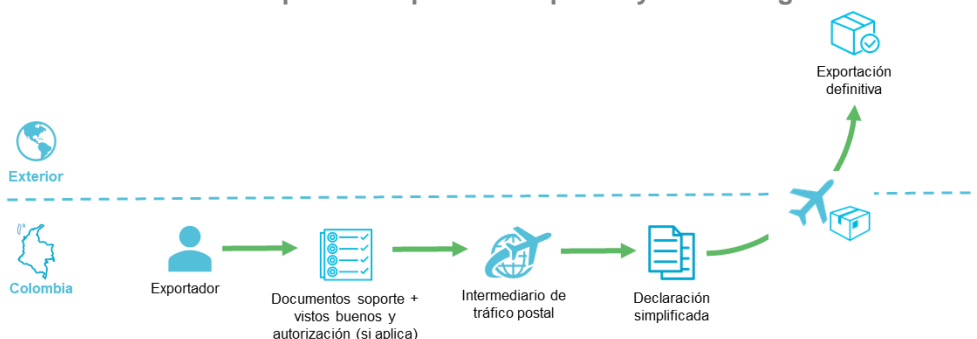 Exportación
definitiva
Exterior
Colombia
Exportador
Documentos soporte +
vistos buenos y
autorización (si aplica)
Intermediario de
tráfico postal
Declaración
simplificada